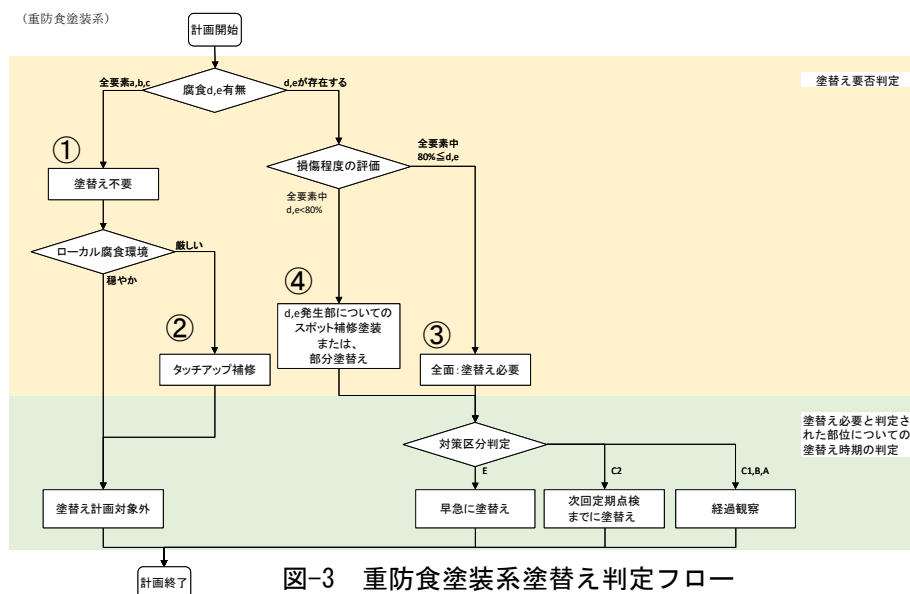 (重防食塗装系)
計画開始
塗替え要否判定
全要素a,b,c
腐食d,e有無
d,eが存在する
①
塗替え不要
損傷程度の評価
全要素中
80%≦d,e
全要素中
d,e<80%
ローカル腐食環境
厳しい
穏やか
②
タッチアップ補修
④
d,e発生部についての
スポット補修塗装
または、
部分塗替え
③
全面:塗替え必要
塗替え必要と判定さ
れた部位についての
塗替え時期の判定
対策区分判定
E
C2
C1,B,A
塗替え計画対象外
早急に塗替え
次回定期点検
までに塗替え
経過観察
計画終了
図-3 重防食塗装系塗替え判定フロー